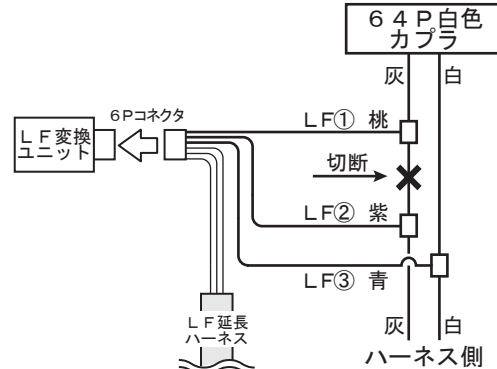 ６４Ｐ白色
カプラ
灰
白
６Ｐコネクタ
ＬＦ① 桃
ＬＦ変換
ユニット
切断
ＬＦ② 紫
ＬＦ③ 青
ＬＦ延長
ハーネス
灰
白
ハーネス側